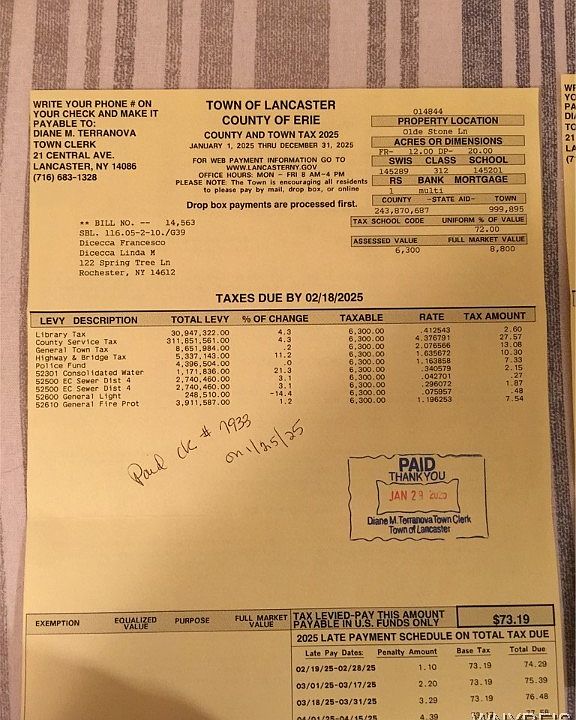 WRITE YOUR PHONE # ON
YOUR CHECK AND MAKE IT
PAYABLE TO:
DIANE M. TERRANOVA
TOWN CLERK
21 CENTRAL AVE.
LANCASTER, NY 14086
(716) 683-1328
TOWN OF LANCASTER
COUNTY OF ERIE
COUNTY AND TOWN TAX 2025
JANUARY 1, 2025 THRU DECEMBER 31, 2025
FOR WEB PAYMENT INFORMATION GO TO
WWW.LANCASTERNY.GOV
OFFICE HOURS: MON - FRI 8 AM-4 PM
PLEASE NOTE: The Town is encouraging all residents
to please pay by mail, drop box, or online
Drop box payments are processed first.
014844
PROPERTY LOCATION
Olde Stone Ln
ACRES OR DIMENSIONS
FR- 12.00 DP- 20.00
SWIS CLASS SCHOOL
145289 312 145201
RS BANK MORTGAGE
1 multi
COUNTY -STATE AID- TOWN
243,870,687 999,895
TAX SCHOOL CODE UNIFORM % OF VALUE
72.00
ASSESSED VALUE FULL MARKET VALUE
6,300 8,800
** BILL NO. -- 14,563
SBL. 116.05-2-10./G39
Dicecca Francesco
Dicecca Linda M
122 Spring Tree Ln
Rochester, NY 14612
TAXES DUE BY 02/18/2025
LEVY DESCRIPTION TOTAL LEVY % OF CHANGE TAXABLE RATE TAX AMOUNT
Library Tax 30,947,322.00 4.3 6,300.00 .412543 2.60
County Service Tax 311,651,561.00 4.3 6,300.00 4.376791 27.57
General Town Tax 8,651,984.00 .2 6,300.00 2.076566 13.08
Highway & Bridge Tax 5,337,143.00 11.2 6,300.00 1.635672 10.30
Police Fund 4,396,504.00 .0 6,300.00 1.163858 7.33
52301 Consolidated Water 1,171,836.00 21.3 6,300.00 .340579 2.15
52500 EC Sewer Dist 4 2,740,460.00 3.1 6,300.00 .042701 .27
52500 EC Sewer Dist 4 2,740,460.00 3.1 6,300.00 .296072 1.87
52600 General Light 248,510.00 -14.4 6,300.00 .075957 .48
52610 General Fire Prot 3,911,587.00 1.2 6,300.00 1.196253 7.54
Paid ck # 7933
on 1/25/25
PAID
THANK YOU
JAN 29 2025
Diane M. Terranova Town Clerk
Town of Lancaster
EXEMPTION EQUALIZED VALUE PURPOSE FULL MARKET VALUE
TAX LEVIED-PAY THIS AMOUNT
PAYABLE IN U.S. FUNDS ONLY $73.19
2025 LATE PAYMENT SCHEDULE ON TOTAL TAX DUE
Late Pay Dates: Penalty Amount Base Tax Total Due
02/19/25-02/28/25 1.10 73.19 74.29
03/01/25-03/17/25 2.20 73.19 75.39
03/18/25-03/31/25 3.29 73.19 76.48
04/01/25-04/15/25 4.39